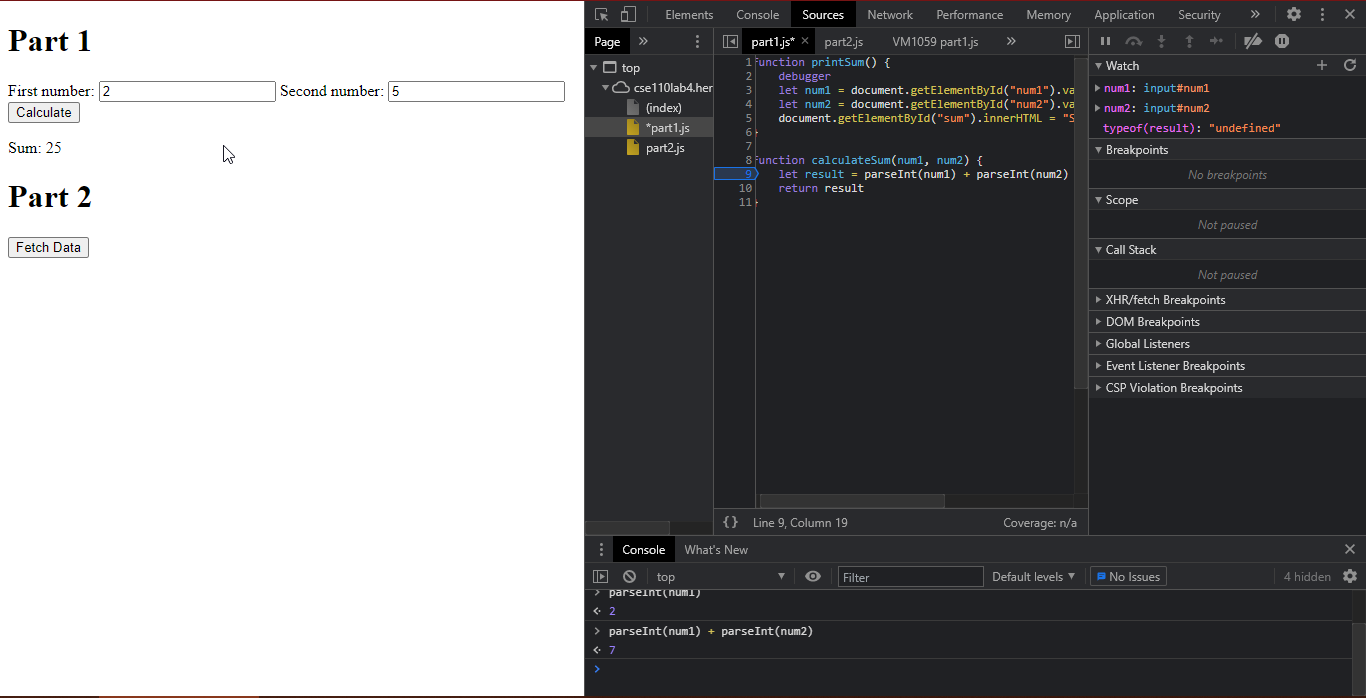 Part 1
First number: 2 Second number: 5
Calculate
Sum: 25
Part 2
Fetch Data
Elements Console Sources Network Performance Memory Application Security »
Page » part1.js* × part2.js VM1059 part1.js »
top
cse110lab4.her
(index)
*part1.js
part2.js
1 function printSum() {
2 debugger
3 let num1 = document.getElementById("num1").va
4 let num2 = document.getElementById("num2").va
5 document.getElementById("sum").innerHTML = "S
6 }
7
8 function calculateSum(num1, num2) {
9 let result = parseInt(num1) + parseInt(num2)
10 return result
11 }
{} Line 9, Column 19 Coverage: n/a
Watch
num1: input#num1
num2: input#num2
typeof(result): "undefined"
Breakpoints
No breakpoints
Scope
Not paused
Call Stack
Not paused
XHR/fetch Breakpoints
DOM Breakpoints
Global Listeners
Event Listener Breakpoints
CSP Violation Breakpoints
Console What's New
top Filter Default levels No Issues 4 hidden
> parseInt(num1)
2
> parseInt(num1) + parseInt(num2)
7
>